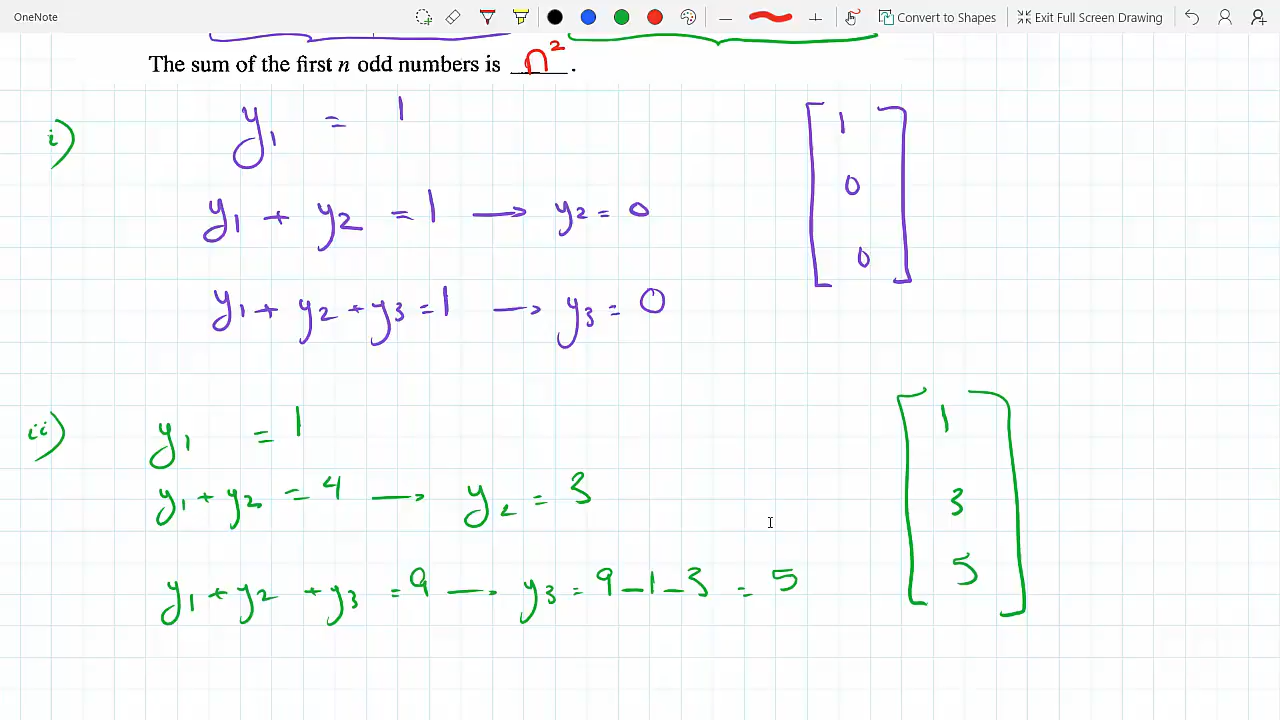 OneNote
Convert to Shapes
Exit Full Screen Drawing
The sum of the first n odd numbers is n².
i) y₁ = 1
y₁ + y₂ = 1 → y₂ = 0
y₁ + y₂ + y₃ = 1 → y₃ = 0
1
0
0
ii) y₁ = 1
y₁ + y₂ = 4 → y₂ = 3
y₁ + y₂ + y₃ = 9 → y₃ = 9 - 1 - 3 = 5
1
3
5